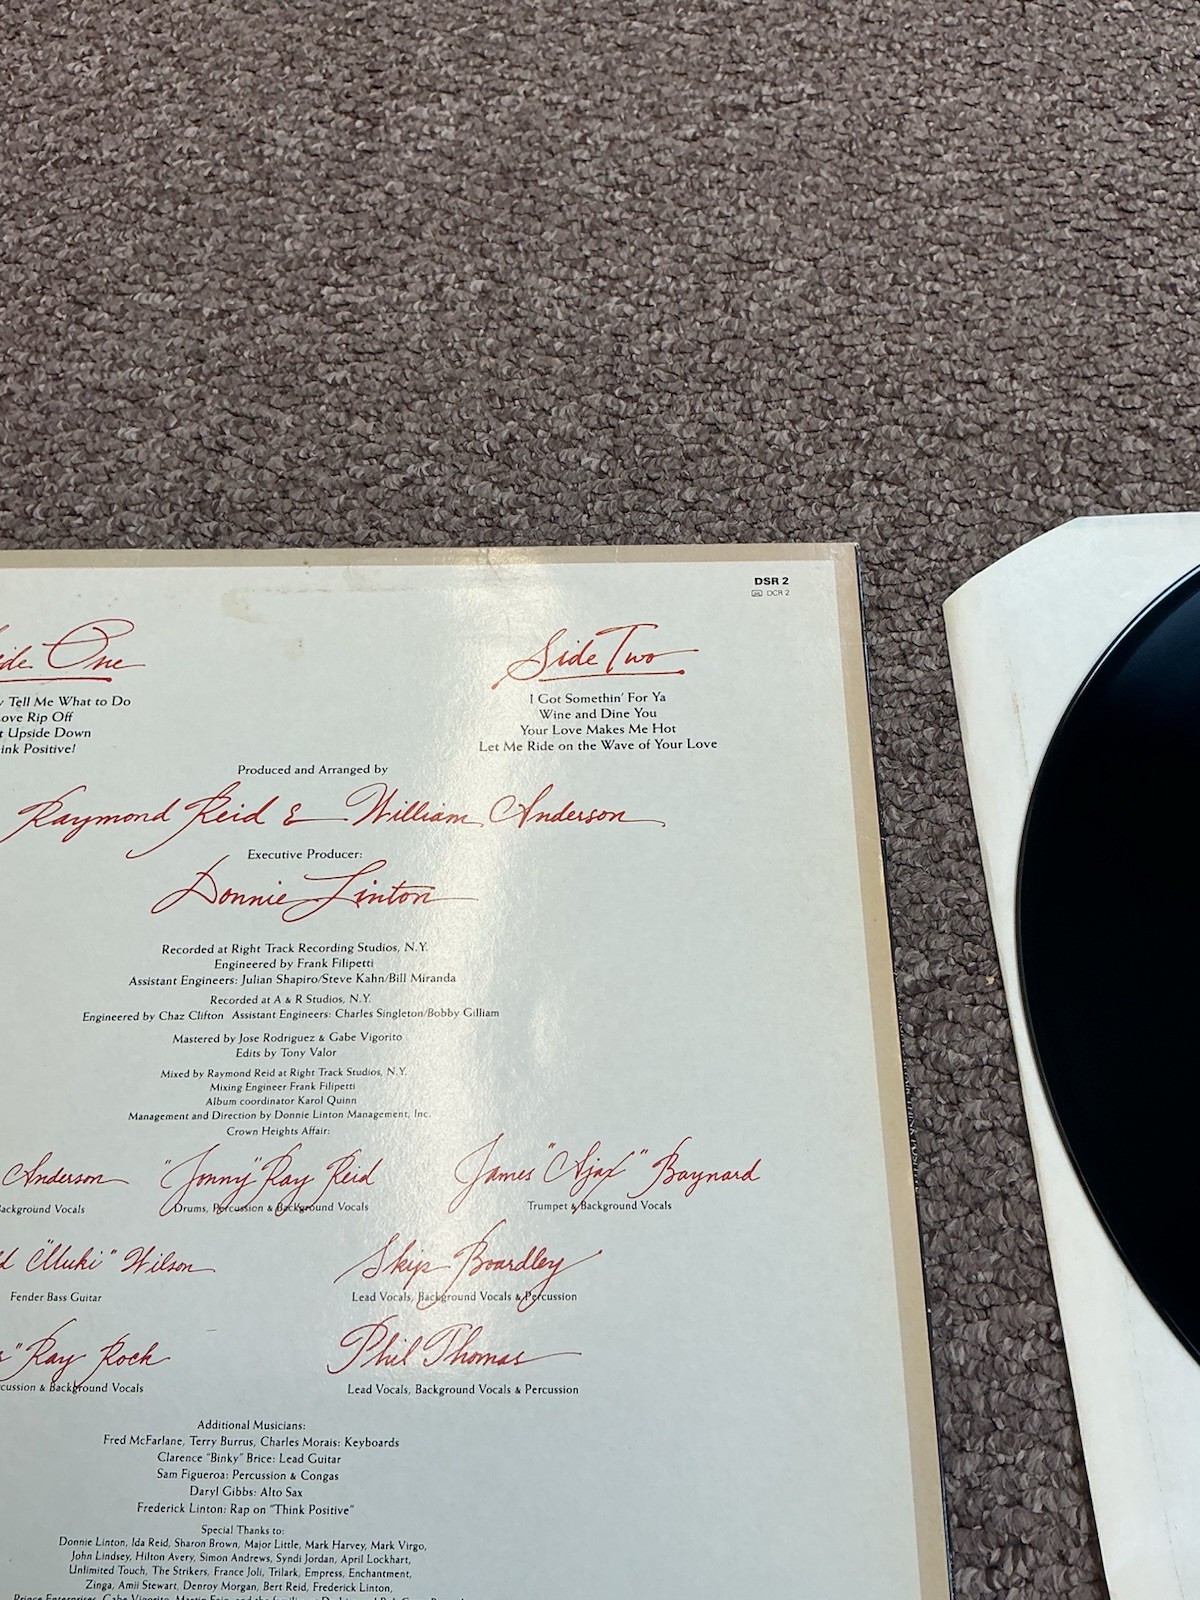 DSR 2
DCR 2
Side One
Side Two
Tell Me What to Do
Love Rip Off
Upside Down
Think Positive!
I Got Somethin' For Ya
Wine and Dine You
Your Love Makes Me Hot
Let Me Ride on the Wave of Your Love
Produced and Arranged by
Raymond Reid & William Anderson
Executive Producer:
Donnie Linton
Recorded at Right Track Recording Studios, N.Y.
Engineered by Frank Filipetti
Assistant Engineers: Julian Shapiro/Steve Kahn/Bill Miranda
Recorded at A & R Studios, N.Y.
Engineered by Chaz Clifton Assistant Engineers: Charles Singleton/Bobby Gilliam
Mastered by Jose Rodriguez & Gabe Vigorito
Edits by Tony Valor
Mixed by Raymond Reid at Right Track Studios, N.Y.
Mixing Engineer Frank Filipetti
Album coordinator Karol Quinn
Management and Direction by Donnie Linton Management, Inc.
Crown Heights Affair:
Anderson "Jonny" Ray Reid James "Ajax" Baynard
Background Vocals Drums, Percussion & Background Vocals Trumpet & Background Vocals
"Muki" Wilson Skip Boardley
Fender Bass Guitar Lead Vocals, Background Vocals & Percussion
" Ray Rock Phil Thomas
Percussion & Background Vocals Lead Vocals, Background Vocals & Percussion
Additional Musicians:
Fred McFarlane, Terry Burrus, Charles Morais: Keyboards
Clarence "Binky" Brice: Lead Guitar
Sam Figueroa: Percussion & Congas
Daryl Gibbs: Alto Sax
Frederick Linton: Rap on "Think Positive"
Special Thanks to:
Donnie Linton, Ida Reid, Sharon Brown, Major Little, Mark Harvey, Mark Virgo,
John Lindsey, Hilton Avery, Simon Andrews, Syndi Jordan, April Lockhart,
Unlimited Touch, The Strikers, France Joli, Trilark, Empress, Enchantment,
Zinga, Amii Stewart, Denroy Morgan, Bert Reid, Frederick Linton,
Prince Enterprises, Gabe Vigorito,